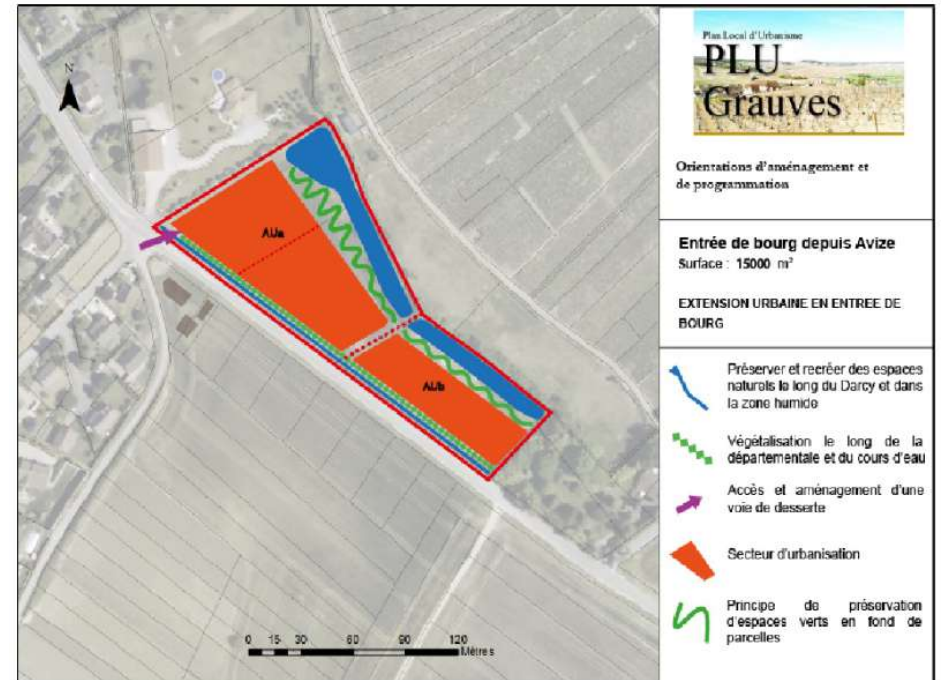 N
AUa
AUb
0 15 30 60 90 120
Mètres
Plan Local d'Urbanisme
PLU
Grauves
Orientations d'aménagement et
de programmation
Entrée de bourg depuis Avize
Surface : 15000 m²
EXTENSION URBAINE EN ENTREE DE
BOURG
Préserver et recréer des espaces
naturels le long du Darcy et dans
la zone humide
Végétalisation le long de la
départementale et du cours d'eau
Accès et aménagement d'une
voie de desserte
Secteur d'urbanisation
Principe de préservation
d'espaces verts en fond de
parcelles